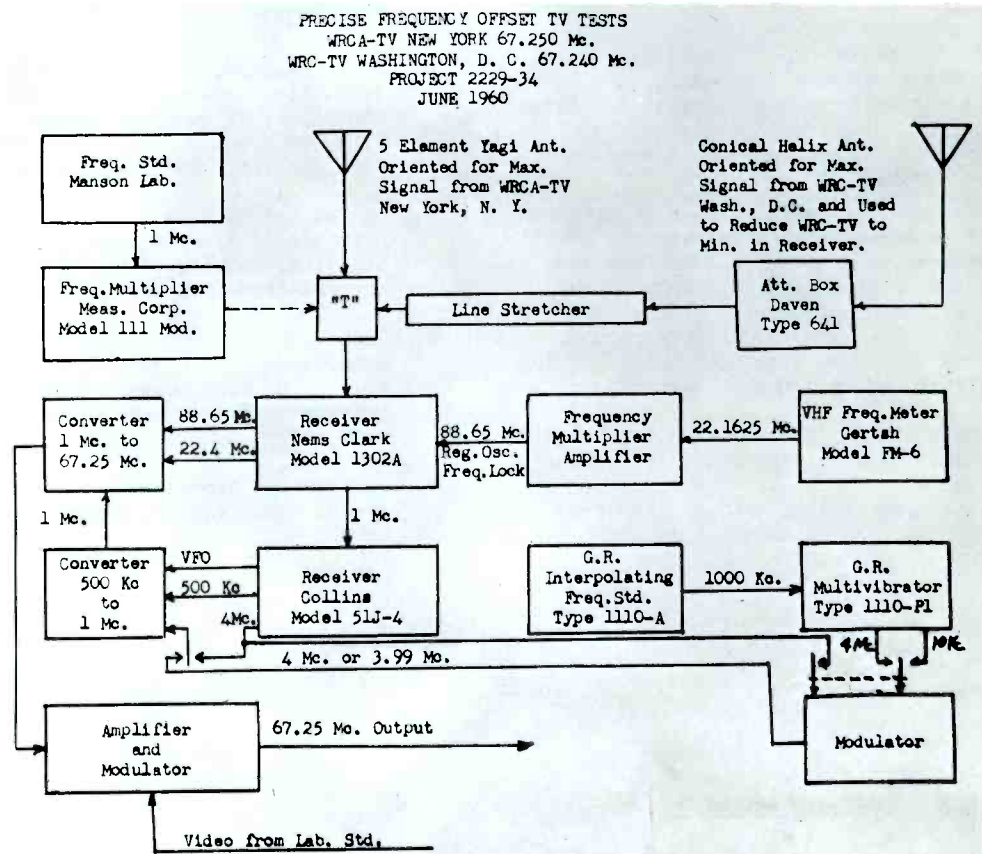 PRECISE FREQUENCY OFFSET TV TESTS
WRCA-TV NEW YORK 67.250 Mc.
WRC-TV WASHINGTON, D. C. 67.240 Mc.
PROJECT 2229-34
JUNE 1960
Freq. Std.
Manson Lab.
5 Element Yagi Ant.
Oriented for Max.
Signal from WRCA-TV
New York, N. Y.
Conical Helix Ant.
Oriented for Max.
Signal from WRC-TV
Wash., D.C. and Used
to Reduce WRC-TV to
Min. in Receiver.
1 Mc.
Freq.Multiplier
Meas. Corp.
Model 111 Mod.
"T"
Line Stretcher
Att. Box
Daven
Type 641
Converter
1 Mc. to
67.25 Mc.
88.65 Mc.
22.4 Mc.
Receiver
Nems Clark
Model 1302A
88.65 Mc.
Reg.Osc.
Freq.Lock
Frequency
Multiplier
Amplifier
22.1625 Mc.
VHF Freq.Meter
Gertsh
Model FM-6
1 Mc.
1 Mc.
Converter
500 Kc
to
1 Mc.
VFO
500 Kc
4Mc.
Receiver
Collins
Model 51J-4
G.R.
Interpolating
Freq.Std.
Type 1110-A
1000 Kc.
G.R.
Multivibrator
Type 1110-P1
4 Mc. or 3.99 Mc.
4Mc
10Kc
Amplifier
and
Modulator
67.25 Mc. Output
Modulator
Video from Lab. Std.